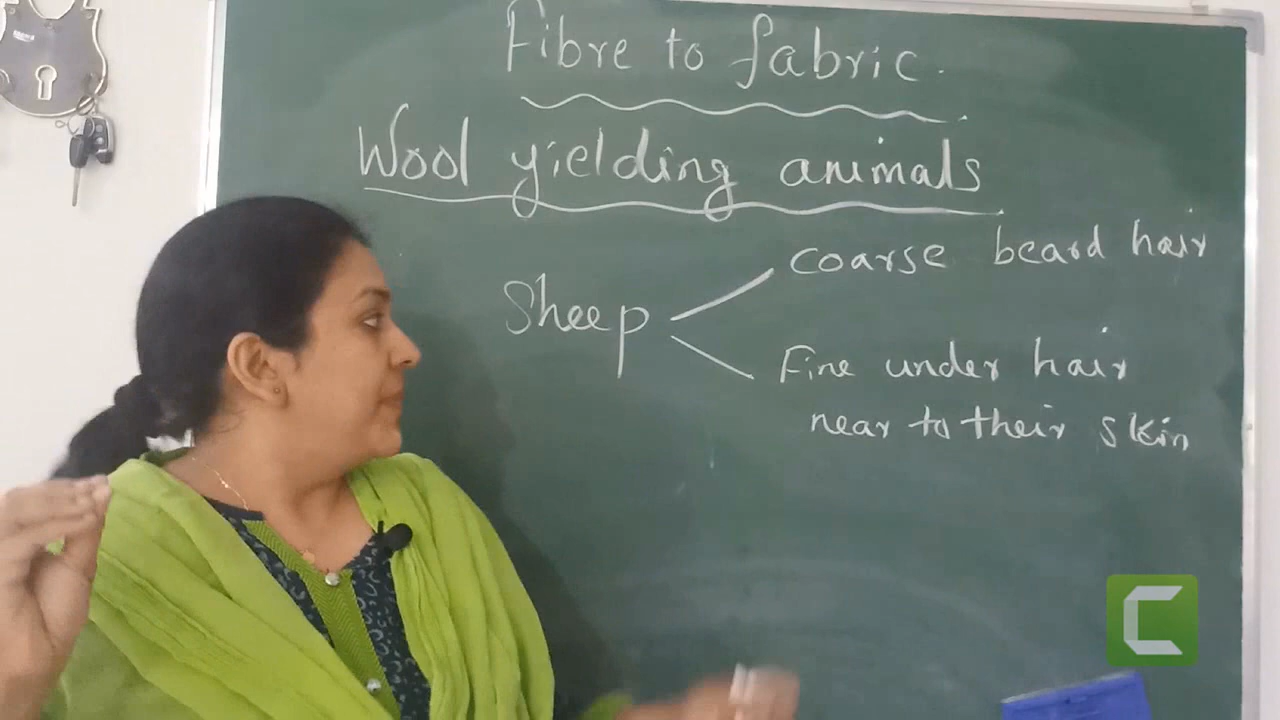 Fibre to fabric.
Wool yielding animals
Sheep
coarse beard hair
Fine under hair
near to their skin